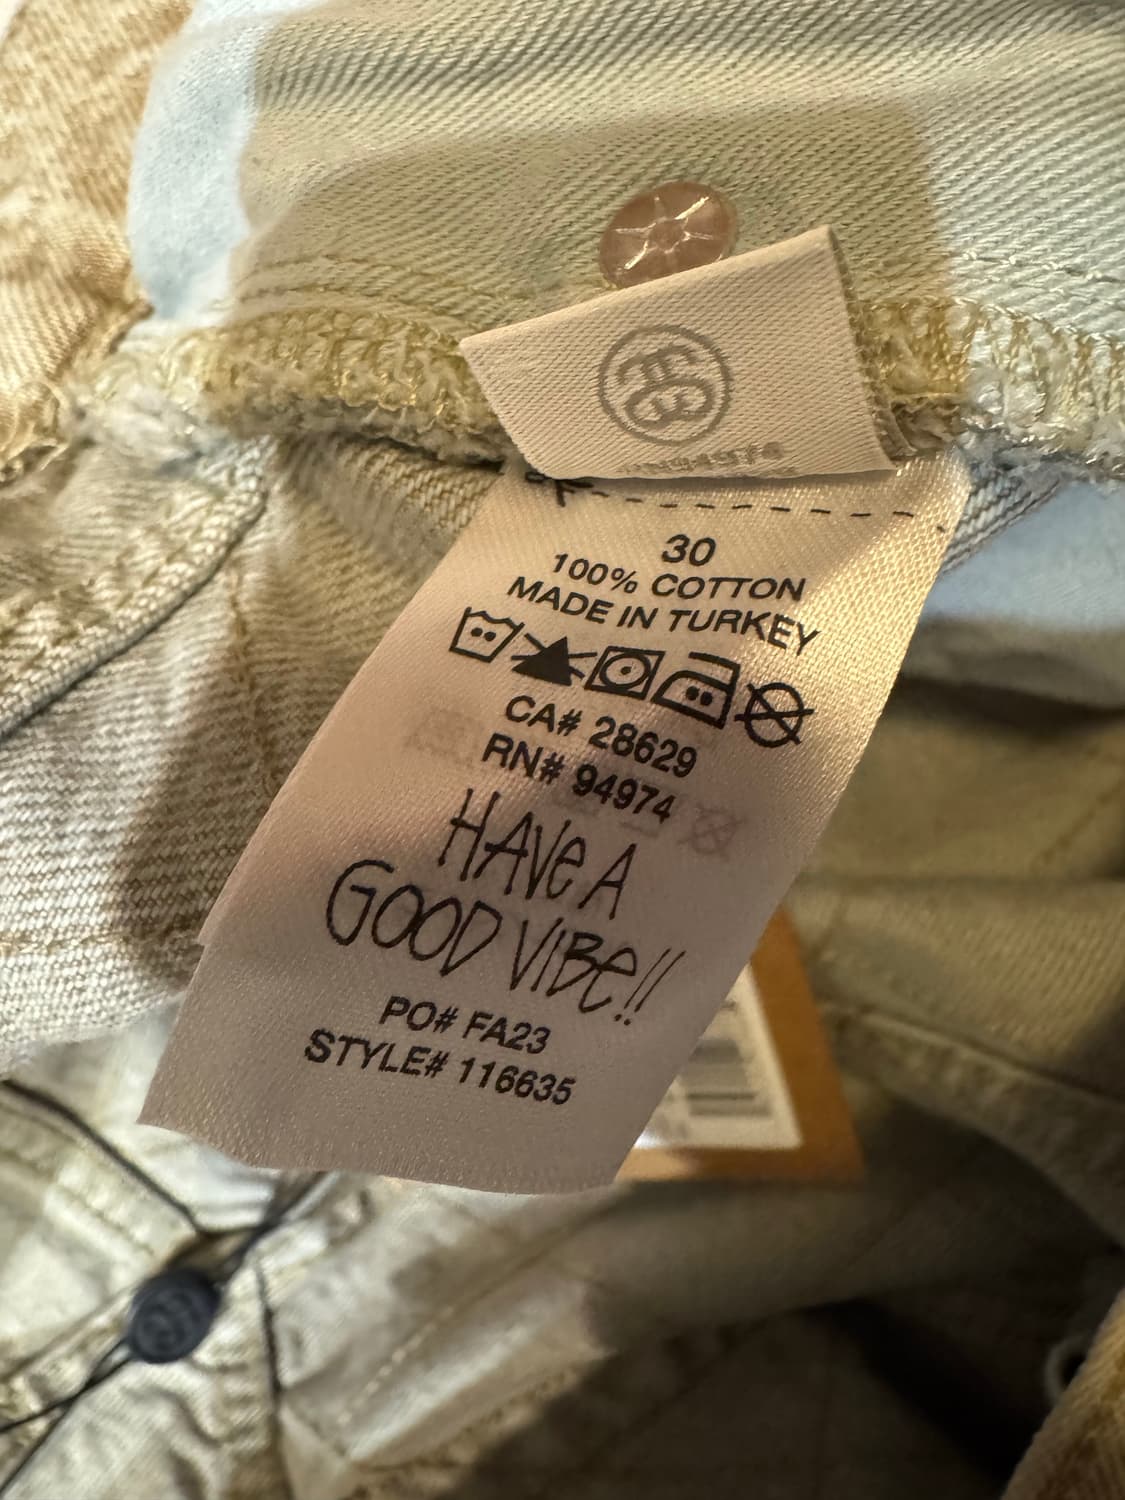 30
100% COTTON
MADE IN TURKEY
CA# 28629
RN# 94974
HAVE A
GOOD VIBE!!
PO# FA23
STYLE# 116635